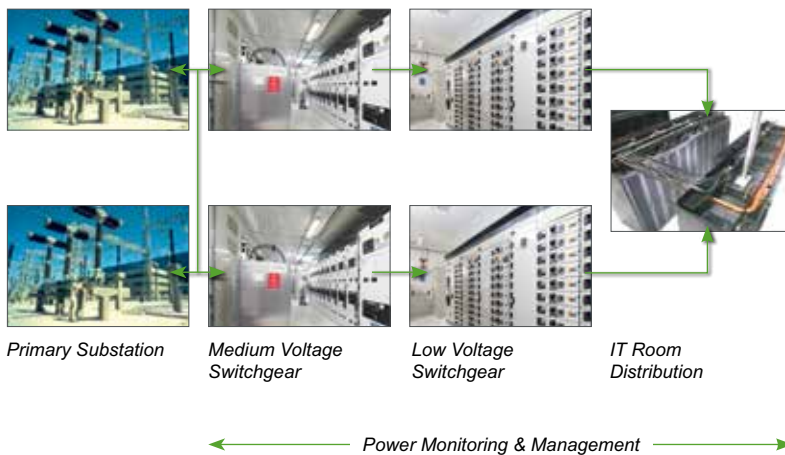 Primary Substation
Medium Voltage
Switchgear
Low Voltage
Switchgear
IT Room
Distribution
Power Monitoring & Management